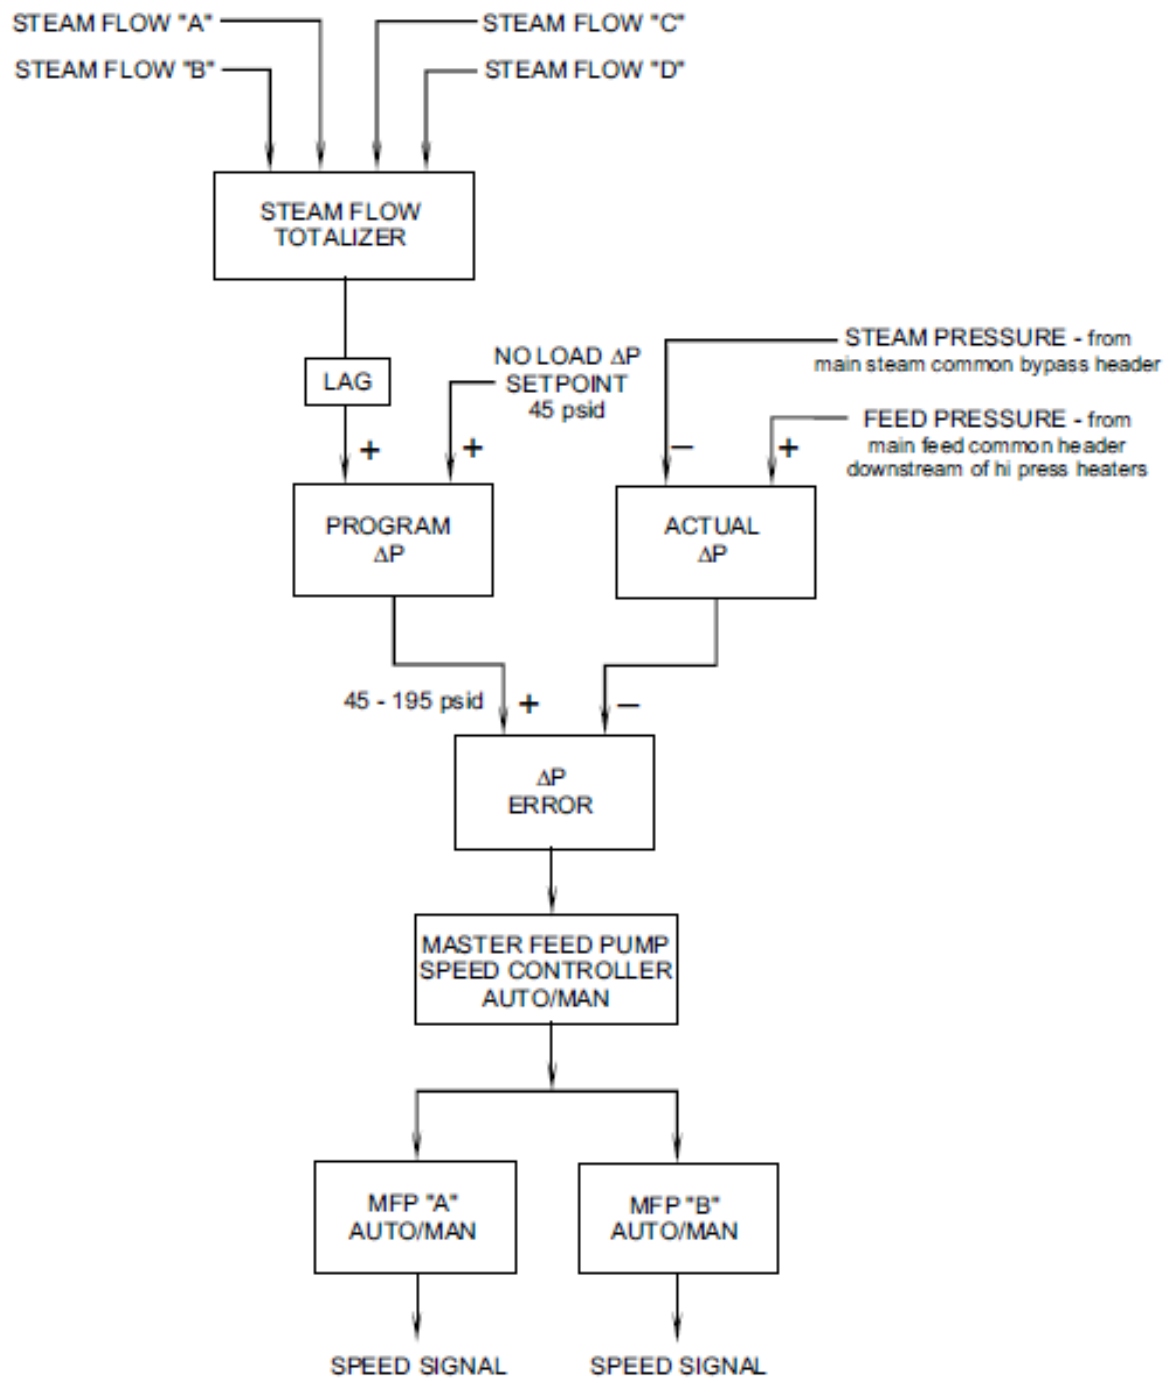 STEAM FLOW "A"
STEAM FLOW "C"
STEAM FLOW "B"
STEAM FLOW "D"
STEAM FLOW
TOTALIZER
LAG
NO LOAD ΔP
SETPOINT
45 psid
STEAM PRESSURE - from
main steam common bypass header
FEED PRESSURE - from
main feed common header
downstream of hi press heaters
+
+
–
+
PROGRAM
ΔP
ACTUAL
ΔP
45 - 195 psid
+
–
ΔP
ERROR
MASTER FEED PUMP
SPEED CONTROLLER
AUTO/MAN
MFP "A"
AUTO/MAN
MFP "B"
AUTO/MAN
SPEED SIGNAL
SPEED SIGNAL